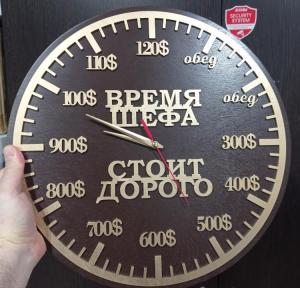 SECURITY
SYSTEM
120$
110$
обед
100$
обед
ВРЕМЯ
ШЕФА
900$
300$
СТОИТ
ДОРОГО
800$
400$
700$
500$
600$